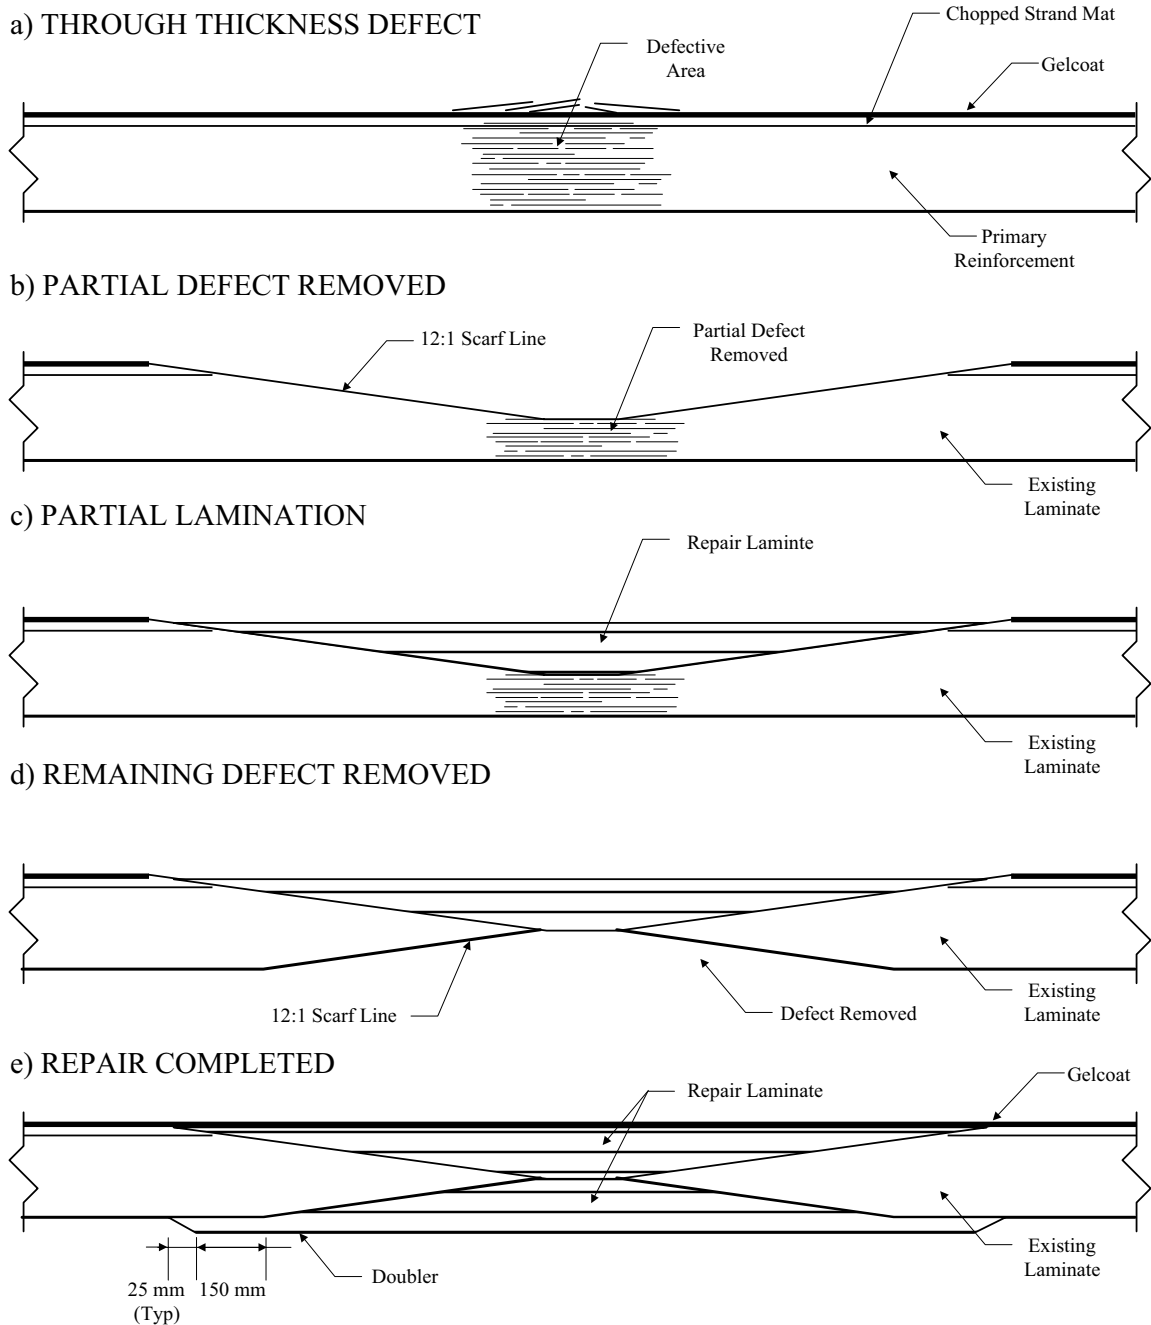 a) THROUGH THICKNESS DEFECT
Chopped Strand Mat
Defective
Area
Gelcoat
Primary
Reinforcement
b) PARTIAL DEFECT REMOVED
12:1 Scarf Line
Partial Defect
Removed
Existing
Laminate
c) PARTIAL LAMINATION
Repair Laminte
Existing
Laminate
d) REMAINING DEFECT REMOVED
12:1 Scarf Line
Defect Removed
Existing
Laminate
e) REPAIR COMPLETED
Repair Laminate
Gelcoat
Existing
Laminate
Doubler
25 mm
(Typ)
150 mm